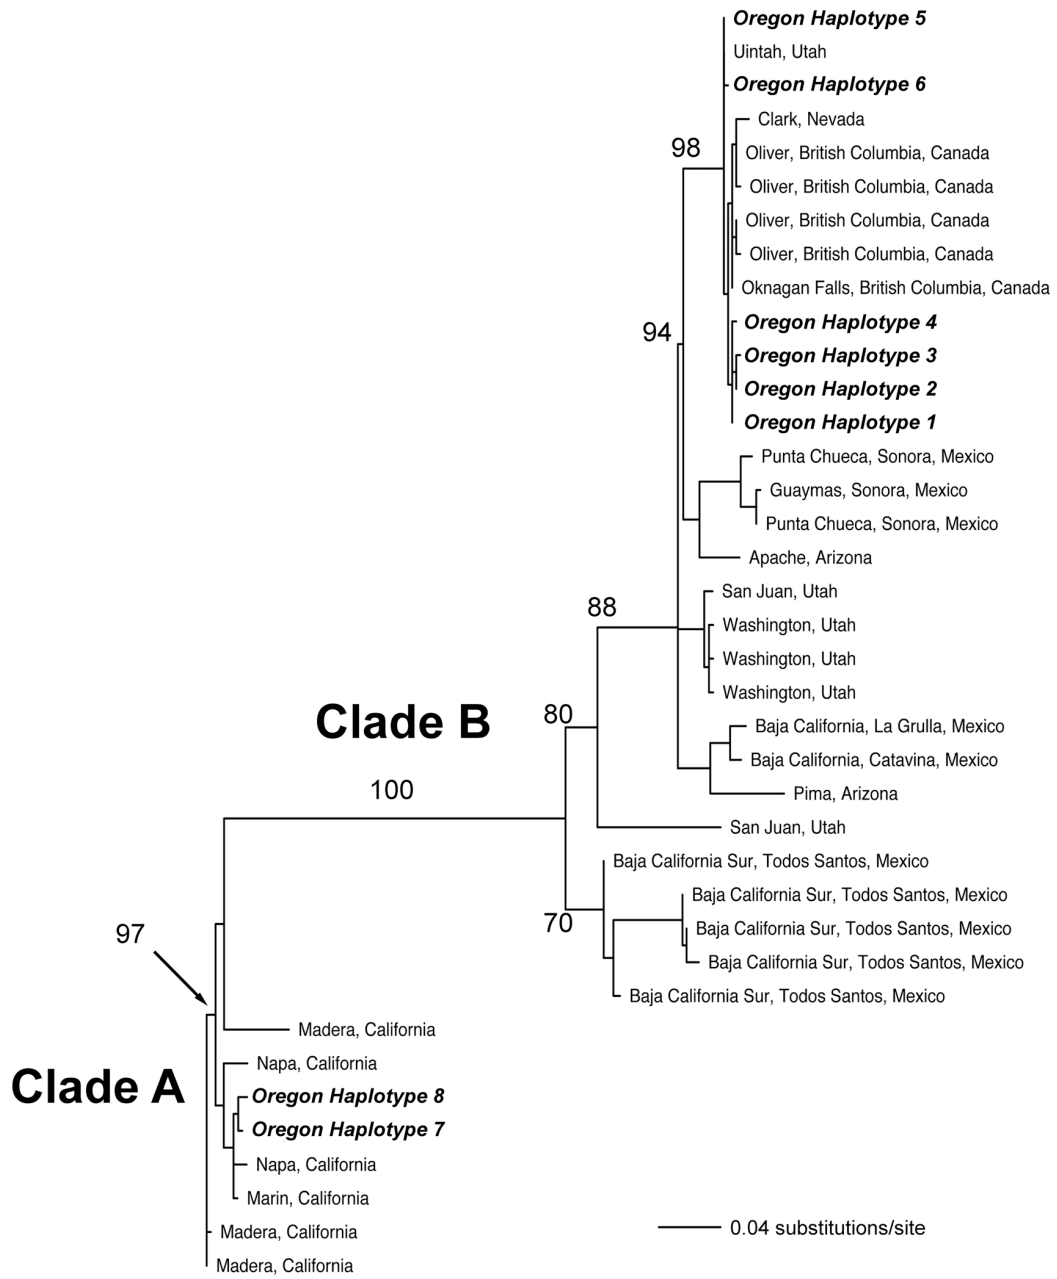 Oregon Haplotype 5
Uintah, Utah
Oregon Haplotype 6
Clark, Nevada
98
Oliver, British Columbia, Canada
Oliver, British Columbia, Canada
Oliver, British Columbia, Canada
Oliver, British Columbia, Canada
Oknagan Falls, British Columbia, Canada
Oregon Haplotype 4
94
Oregon Haplotype 3
Oregon Haplotype 2
Oregon Haplotype 1
Punta Chueca, Sonora, Mexico
Guaymas, Sonora, Mexico
Punta Chueca, Sonora, Mexico
Apache, Arizona
San Juan, Utah
88
Washington, Utah
Washington, Utah
Washington, Utah
80
Clade B
Baja California, La Grulla, Mexico
Baja California, Catavina, Mexico
100
Pima, Arizona
San Juan, Utah
Baja California Sur, Todos Santos, Mexico
Baja California Sur, Todos Santos, Mexico
70
97
Baja California Sur, Todos Santos, Mexico
Baja California Sur, Todos Santos, Mexico
Baja California Sur, Todos Santos, Mexico
Madera, California
Napa, California
Clade A
Oregon Haplotype 8
Oregon Haplotype 7
Napa, California
Marin, California
Madera, California
0.04 substitutions/site
Madera, California